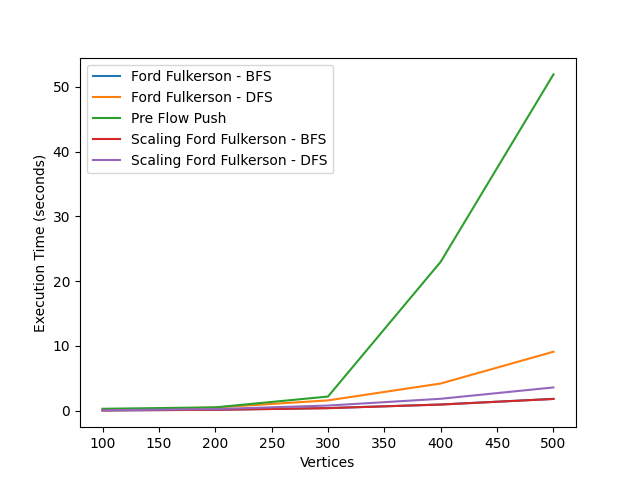 Ford Fulkerson - BFS
Ford Fulkerson - DFS
Pre Flow Push
Scaling Ford Fulkerson - BFS
Scaling Ford Fulkerson - DFS
Execution Time (seconds)
50
40
30
20
10
0
100 150 200 250 300 350 400 450 500
Vertices